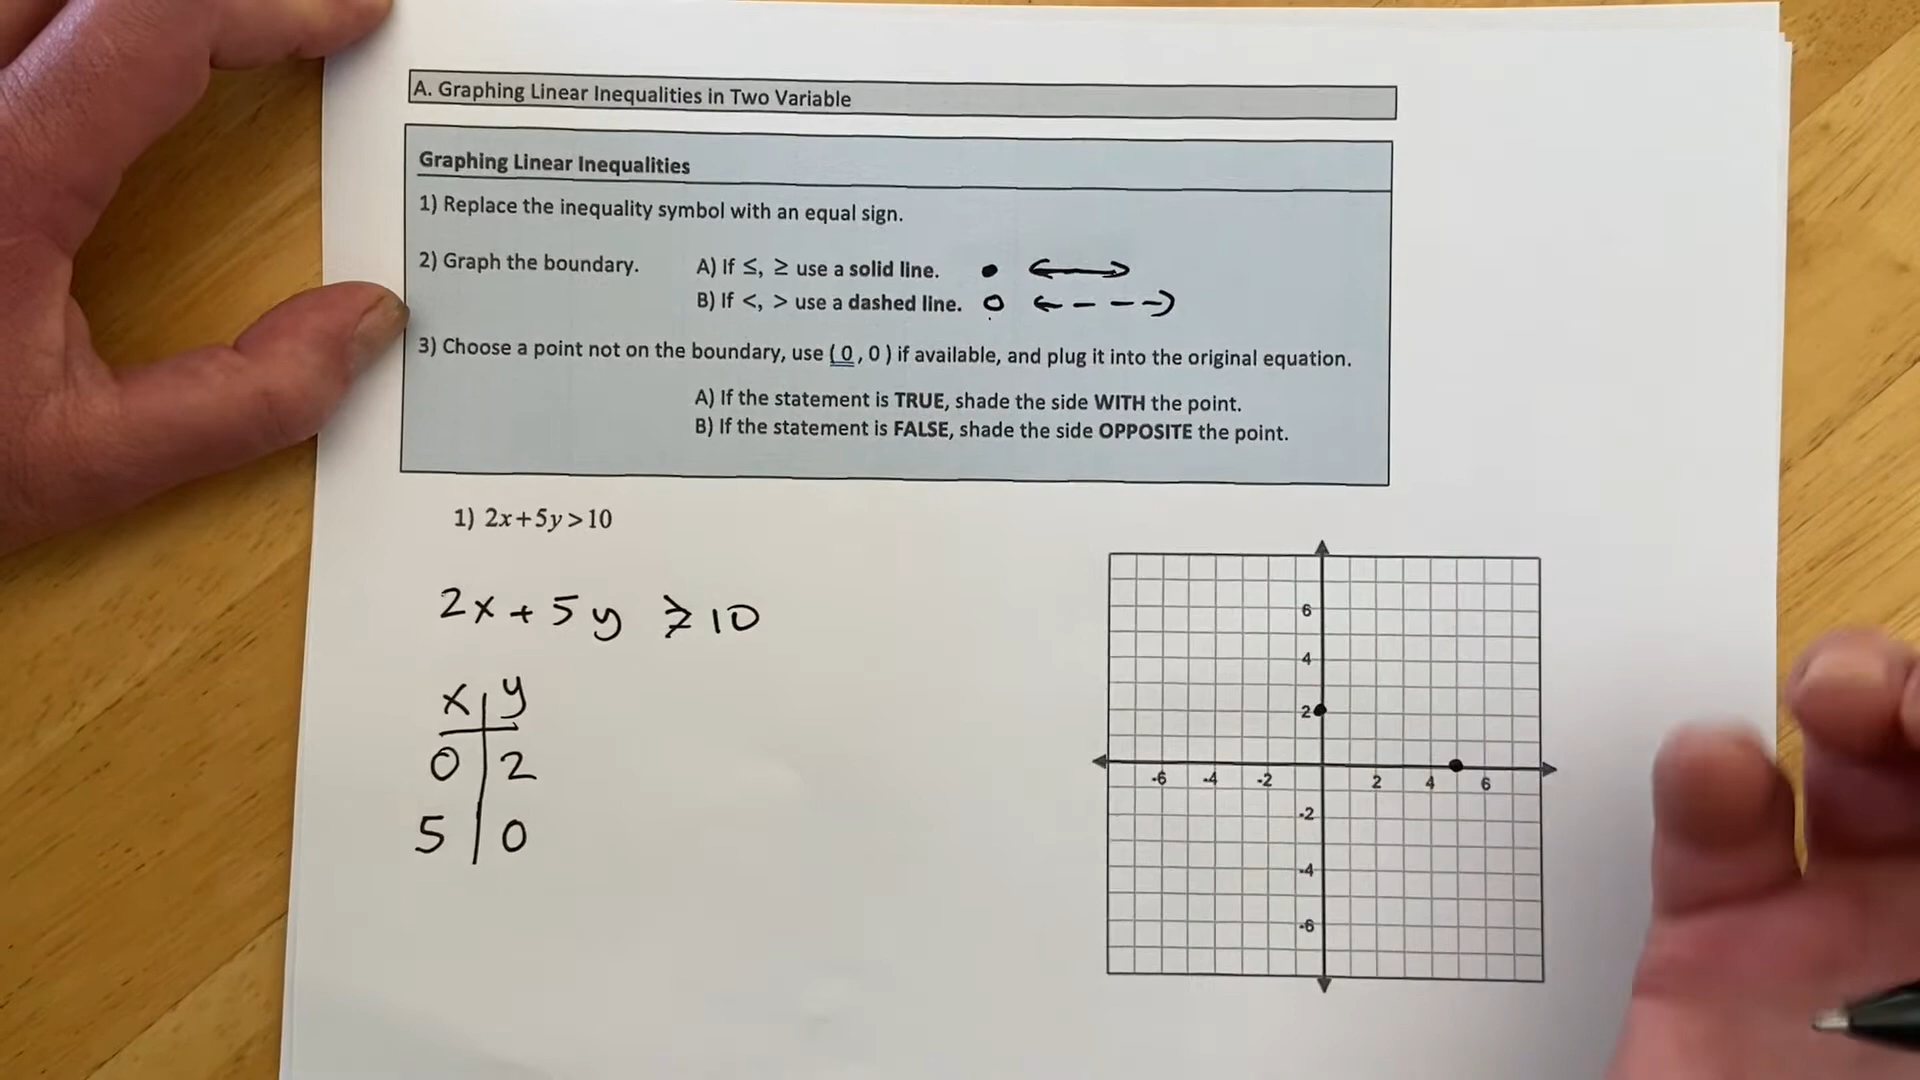 A. Graphing Linear Inequalities in Two Variable
Graphing Linear Inequalities
1) Replace the inequality symbol with an equal sign.
2) Graph the boundary. A) If ≤, ≥ use a solid line.
B) If <, > use a dashed line.
3) Choose a point not on the boundary, use ( 0 , 0 ) if available, and plug it into the original equation.
A) If the statement is TRUE, shade the side WITH the point.
B) If the statement is FALSE, shade the side OPPOSITE the point.
1) 2x+5y>10
2x + 5y ≥ 10
x y
0 2
5 0
6
4
2
-6 -4 -2 2 4 6
-2
-4
-6